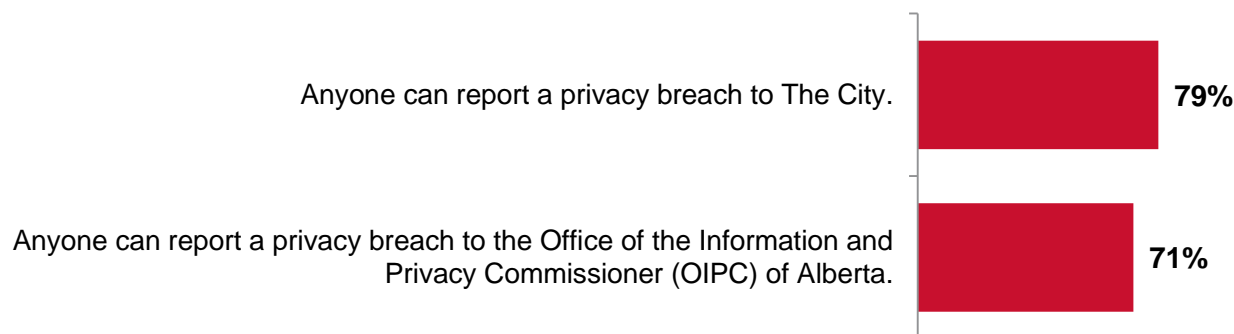 Anyone can report a privacy breach to The City.
79%
Anyone can report a privacy breach to the Office of the Information and
Privacy Commissioner (OIPC) of Alberta.
71%